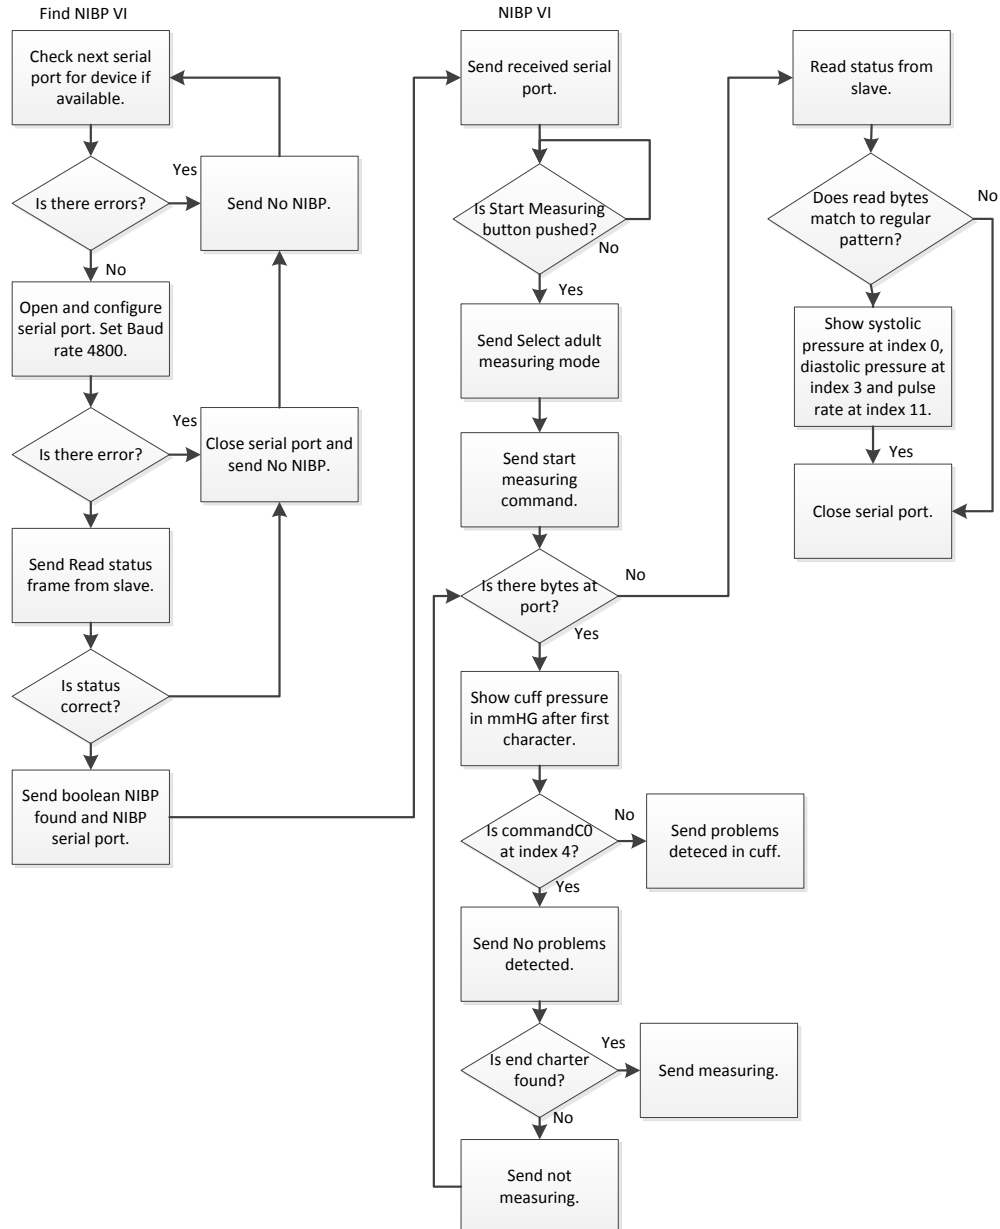 Find NIBP VI
Check next serial
port for device if
available.
Is there errors?
Yes
Send No NIBP.
No
Open and configure
serial port. Set Baud
rate 4800.
Is there error?
Yes
Close serial port and
send No NIBP.
Send Read status
frame from slave.
Is status
correct?
Send boolean NIBP
found and NIBP
serial port.
NIBP VI
Send received serial
port.
Is Start Measuring
button pushed?
No
Yes
Send Select adult
measuring mode
Send start
measuring
command.
Is there bytes at
port?
No
Yes
Show cuff pressure
in mmHG after first
character.
Is commandC0
at index 4?
No
Send problems
deteced in cuff.
Yes
Send No problems
detected.
Is end charter
found?
Yes
Send measuring.
No
Send not
measuring.
Read status from
slave.
Does read bytes
match to regular
pattern?
No
Show systolic
pressure at index 0,
diastolic pressure at
index 3 and pulse
rate at index 11.
Yes
Close serial port.